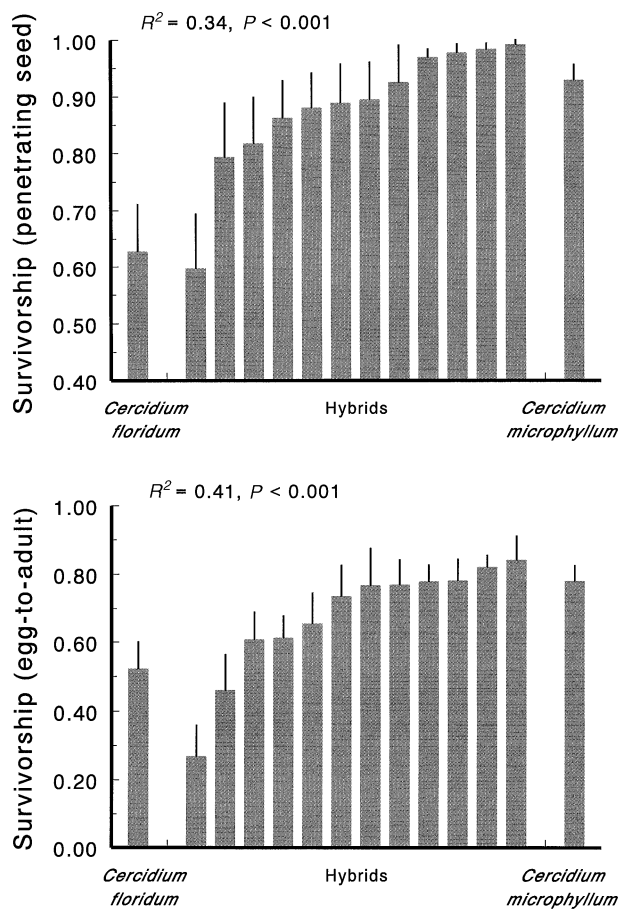 R² = 0.34, P < 0.001
Survivorship (penetrating seed)
1.00
0.90
0.80
0.70
0.60
0.50
0.40
Cercidium floridum
Hybrids
Cercidium microphyllum
R² = 0.41, P < 0.001
Survivorship (egg-to-adult)
1.00
0.80
0.60
0.40
0.20
0.00
Cercidium floridum
Hybrids
Cercidium microphyllum